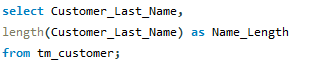 select Customer_Last_Name,
length(Customer_Last_Name) as Name_Length
from tm_customer;